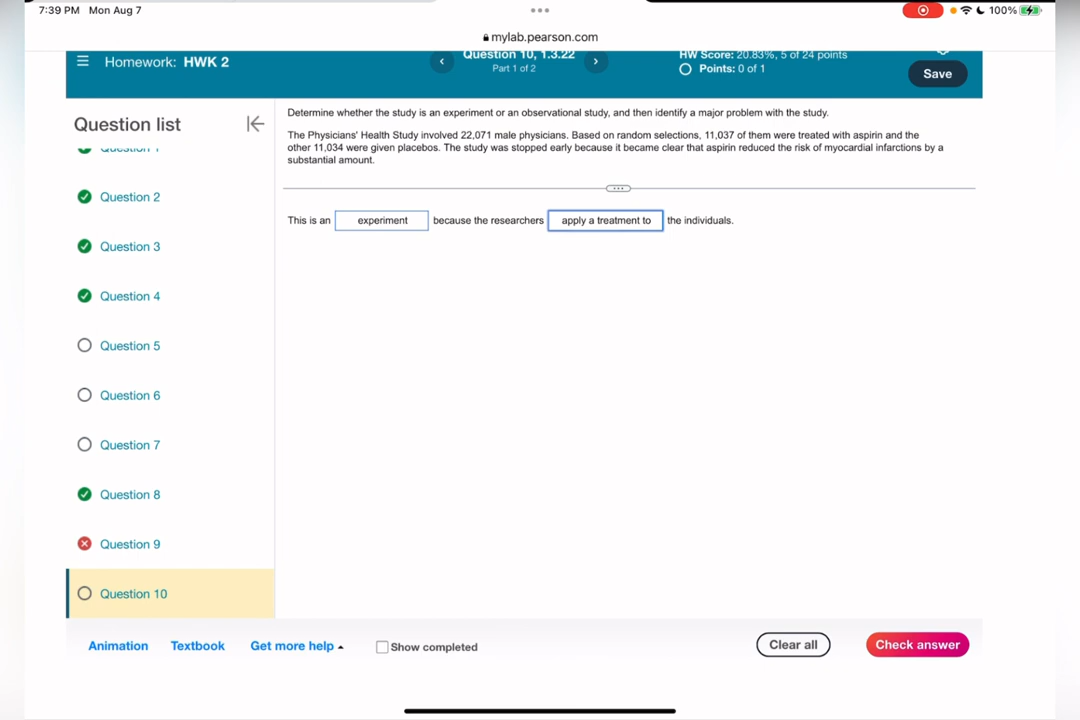 7:39 PM Mon Aug 7
100%
mylab.pearson.com
Homework: HWK 2
Question 10, 1.3.22
Part 1 of 2
HW Score: 20.83%, 5 of 24 points
Points: 0 of 1
Save
Question list
Question 1
Question 2
Question 3
Question 4
Question 5
Question 6
Question 7
Question 8
Question 9
Question 10
Determine whether the study is an experiment or an observational study, and then identify a major problem with the study.
The Physicians' Health Study involved 22,071 male physicians. Based on random selections, 11,037 of them were treated with aspirin and the
other 11,034 were given placebos. The study was stopped early because it became clear that aspirin reduced the risk of myocardial infarctions by a
substantial amount.
This is an experiment because the researchers apply a treatment to the individuals.
Animation
Textbook
Get more help
Show completed
Clear all
Check answer